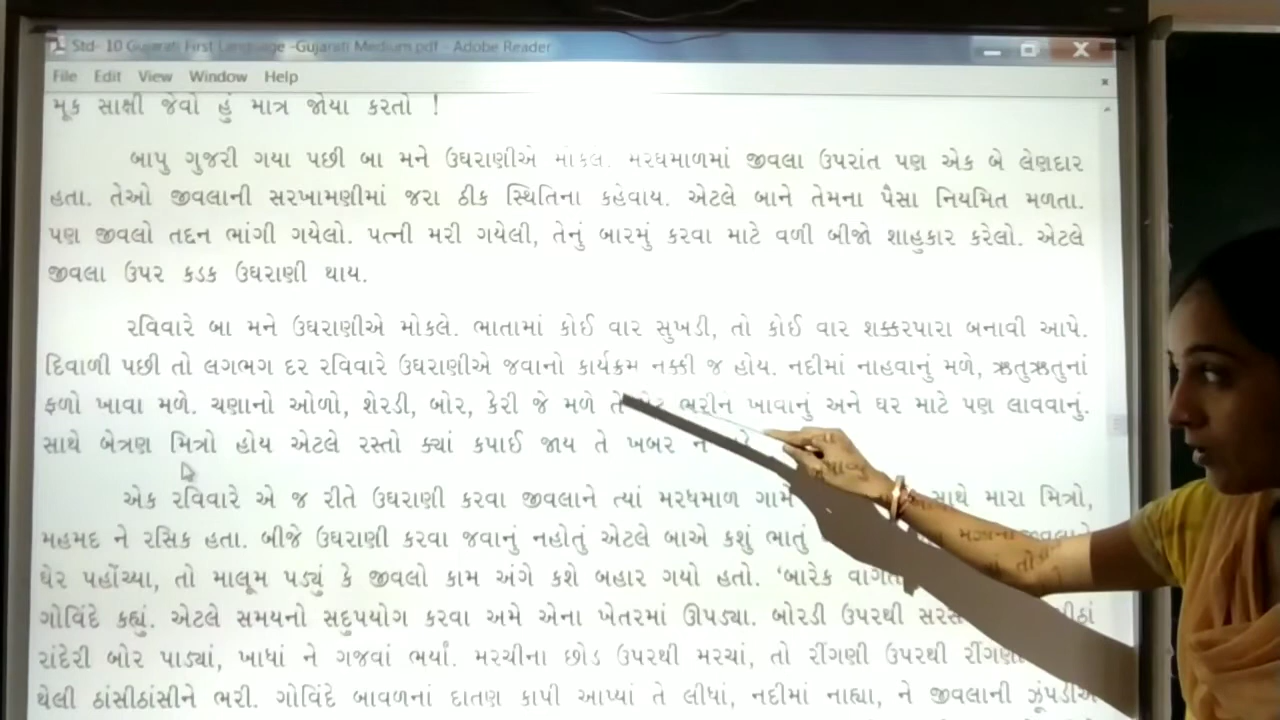 Std- 10 Gujarati First Language -Gujarati Medium.pdf - Adobe Reader
File Edit View Window Help
મૂક સાક્ષી જેવો હું માત્ર જોયા કરતો !
બાપુ ગુજરી ગયા પછી બા મને ઉઘરાણીએ મોકલે. મરઘમાળમાં જીવલા ઉપરાંત પણ એક બે લેણદાર
હતા. તેઓ જીવલાની સરખામણીમાં જરા ઠીક સ્થિતિના કહેવાય. એટલે બાને તેમના પૈસા નિયમિત મળતા.
પણ જીવલો તદ્દન ભાંગી ગયેલો. પત્ની મરી ગયેલી, તેનું બારમું કરવા માટે વળી બીજો શાહુકાર કરેલો. એટલે
જીવલા ઉપર કડક ઉઘરાણી થાય.
રવિવારે બા મને ઉઘરાણીએ મોકલે. ભાતામાં કોઈ વાર સુખડી, તો કોઈ વાર શક્કરપારા બનાવી આપે.
દિવાળી પછી તો લગભગ દર રવિવારે ઉઘરાણીએ જવાનો કાર્યક્રમ નક્કી જ હોય. નદીમાં નાહવાનું મળે, ઋતુઋતુનાં
ફળો ખાવા મળે. ચણાનો ઓળો, શેરડી, બોર, કેરી જે મળે તે ભરીને ખાવાનું અને ઘર માટે પણ લાવવાનું.
સાથે બેત્રણ મિત્રો હોય એટલે રસ્તો ક્યાં કપાઈ જાય તે ખબર ન
એક રવિવારે એ જ રીતે ઉઘરાણી કરવા જીવલાને ત્યાં મરઘમાળ ગામે સાથે મારા મિત્રો,
મહમદ ને રસિક હતા. બીજે ઉઘરાણી કરવા જવાનું નહોતું એટલે બાએ કશું ભાતું
ઘેર પહોંચ્યા, તો માલૂમ પડ્યું કે જીવલો કામ અંગે કશે બહાર ગયો હતો. ‘બારેક
ગોવિંદે કહ્યું. એટલે સમયનો સદુપયોગ કરવા અમે એના ખેતરમાં ઊપડ્યા. બોરડી ઉપરથી
રાંદેરી બોર પાડ્યાં, ખાધાં ને ગજવાં ભર્યાં. મરચીના છોડ ઉપરથી મરચાં, તો રીંગણી ઉપરથી
થેલી ઠાંસીઠાંસીને ભરી. ગોવિંદે બાવળનાં દાતણ કાપી આપ્યાં તે લીધાં, નદીમાં નાહ્યા, ને જીવલાની ઝૂંપડીએ